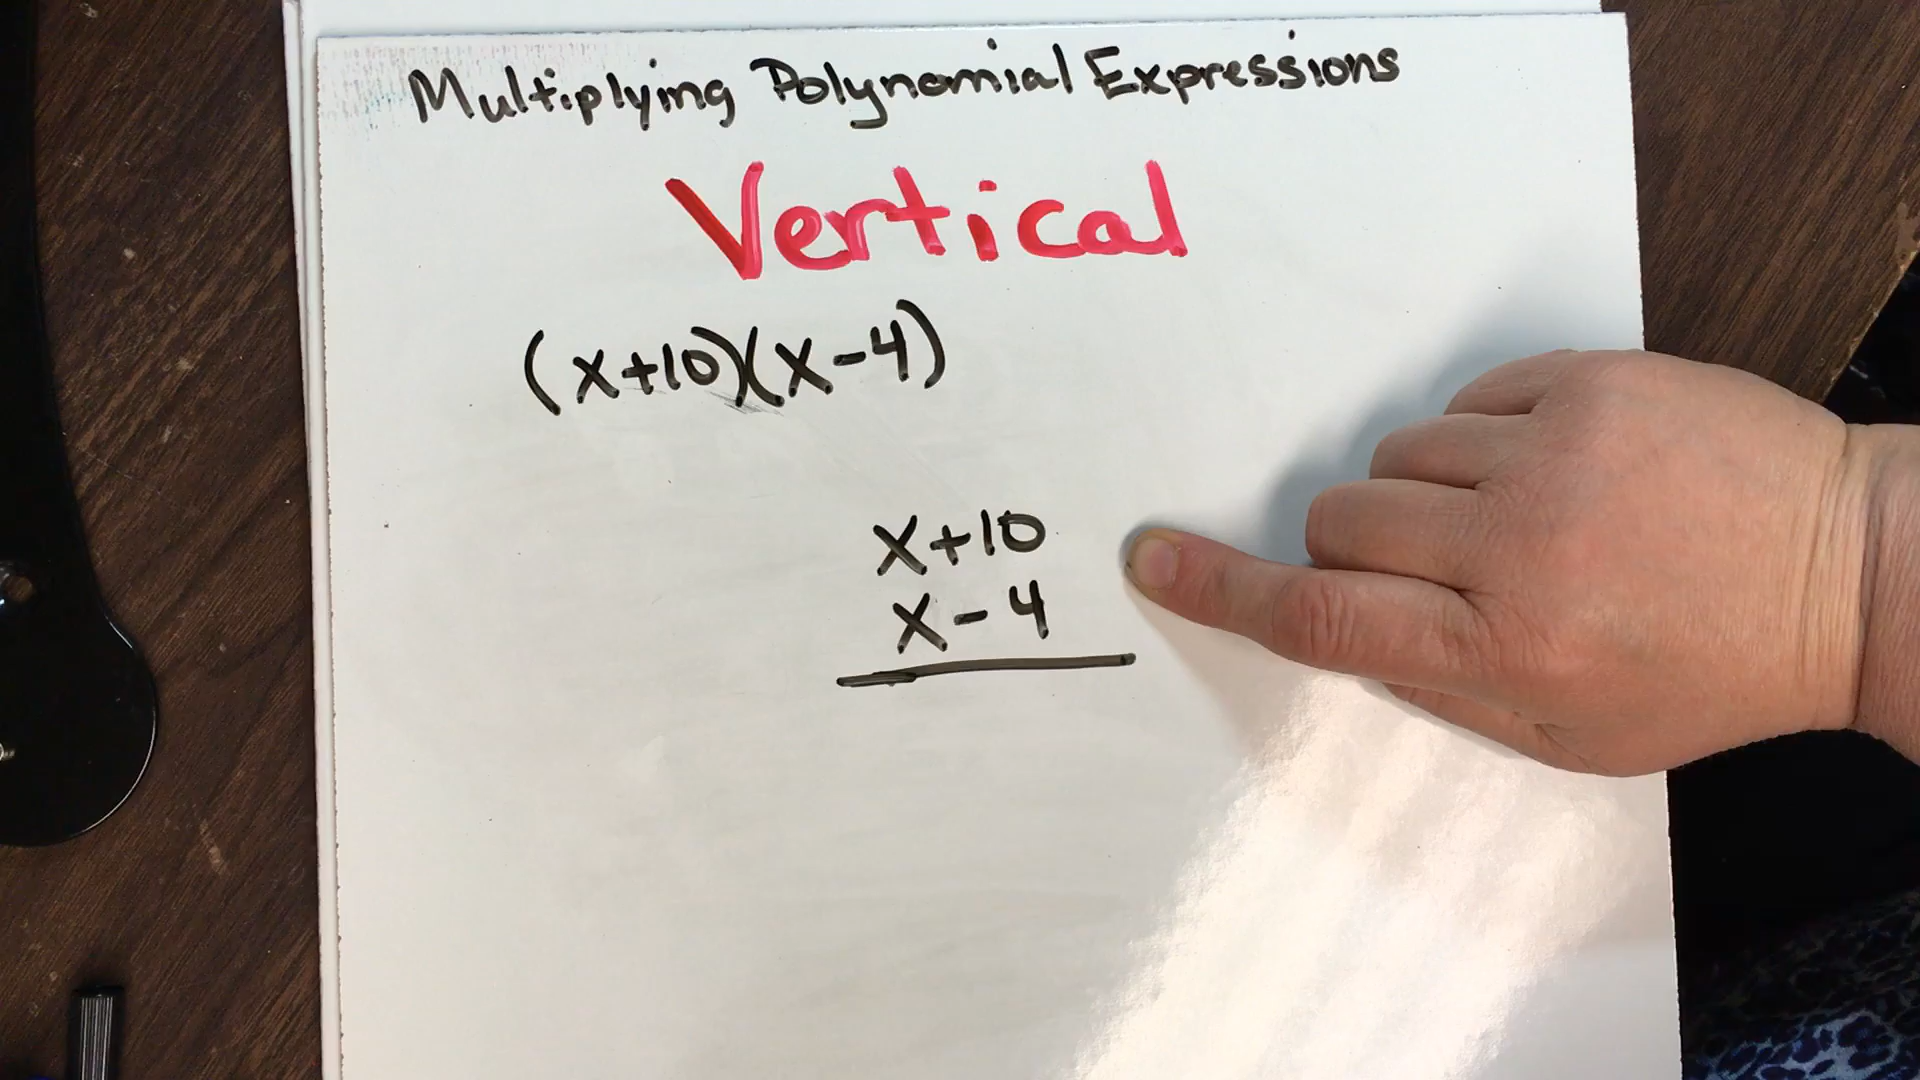 Multiplying Polynomial Expressions
Vertical
(x+10)(x-4)
x+10
x-4